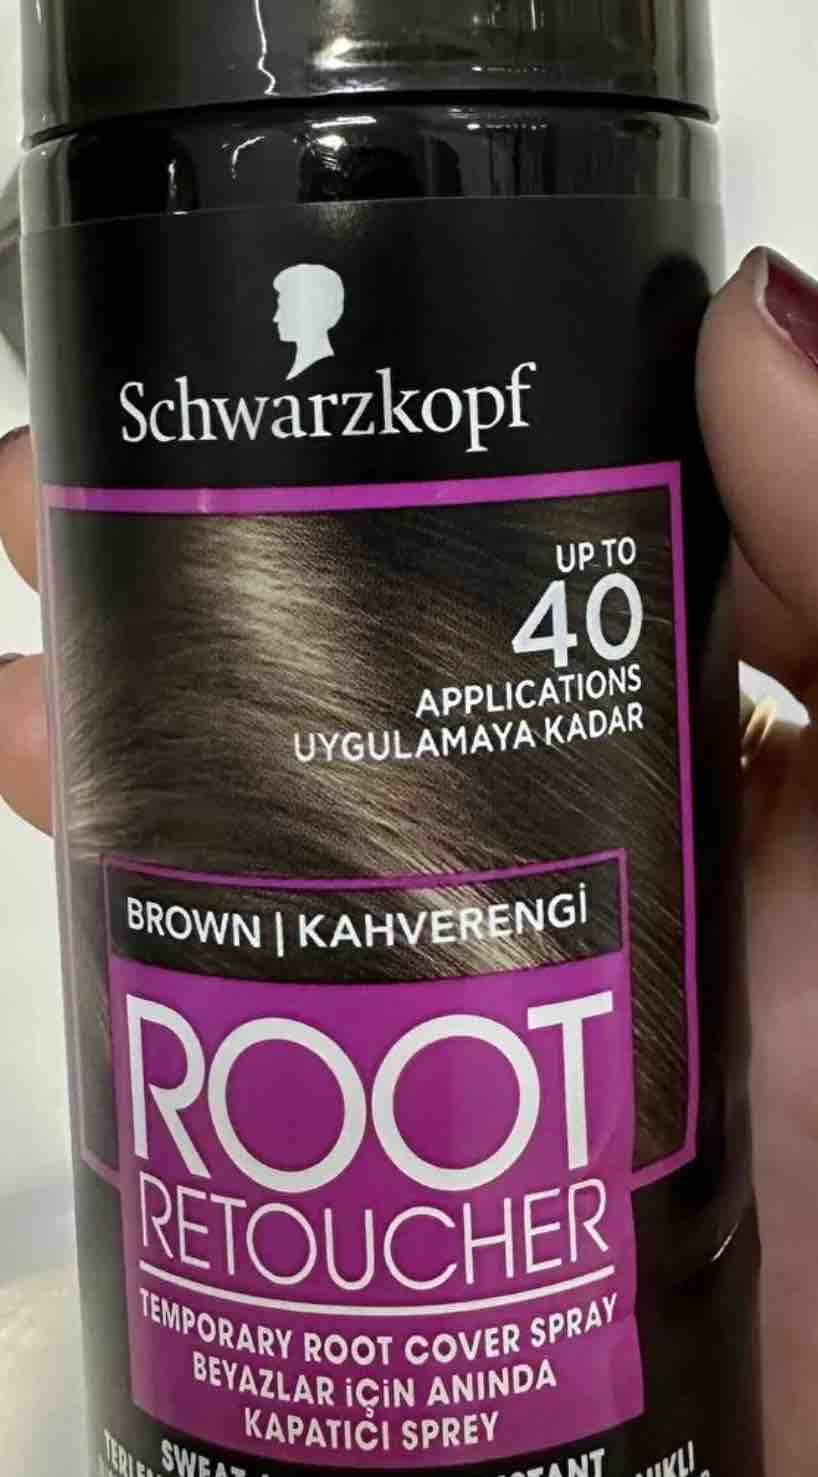 Schwarzkopf
UP TO
40
APPLICATIONS
UYGULAMAYA KADAR
BROWN | KAHVERENGİ
ROOT
RETOUCHER
TEMPORARY ROOT COVER SPRAY
BEYAZLAR İÇİN ANINDA
KAPATICI SPREY
SWEAT